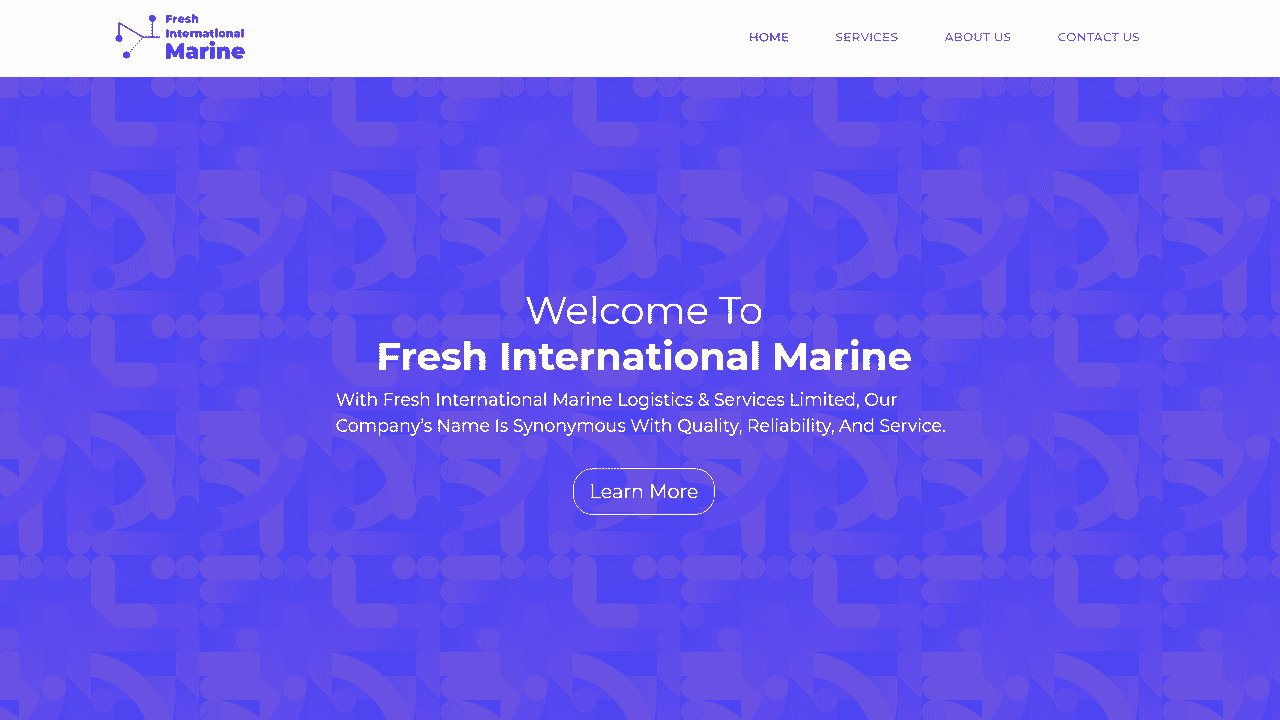 Fresh
International
Marine
HOME SERVICES ABOUT US CONTACT US
Welcome To
Fresh International Marine
With Fresh International Marine Logistics & Services Limited, Our
Company's Name Is Synonymous With Quality, Reliability, And Service.
Learn More